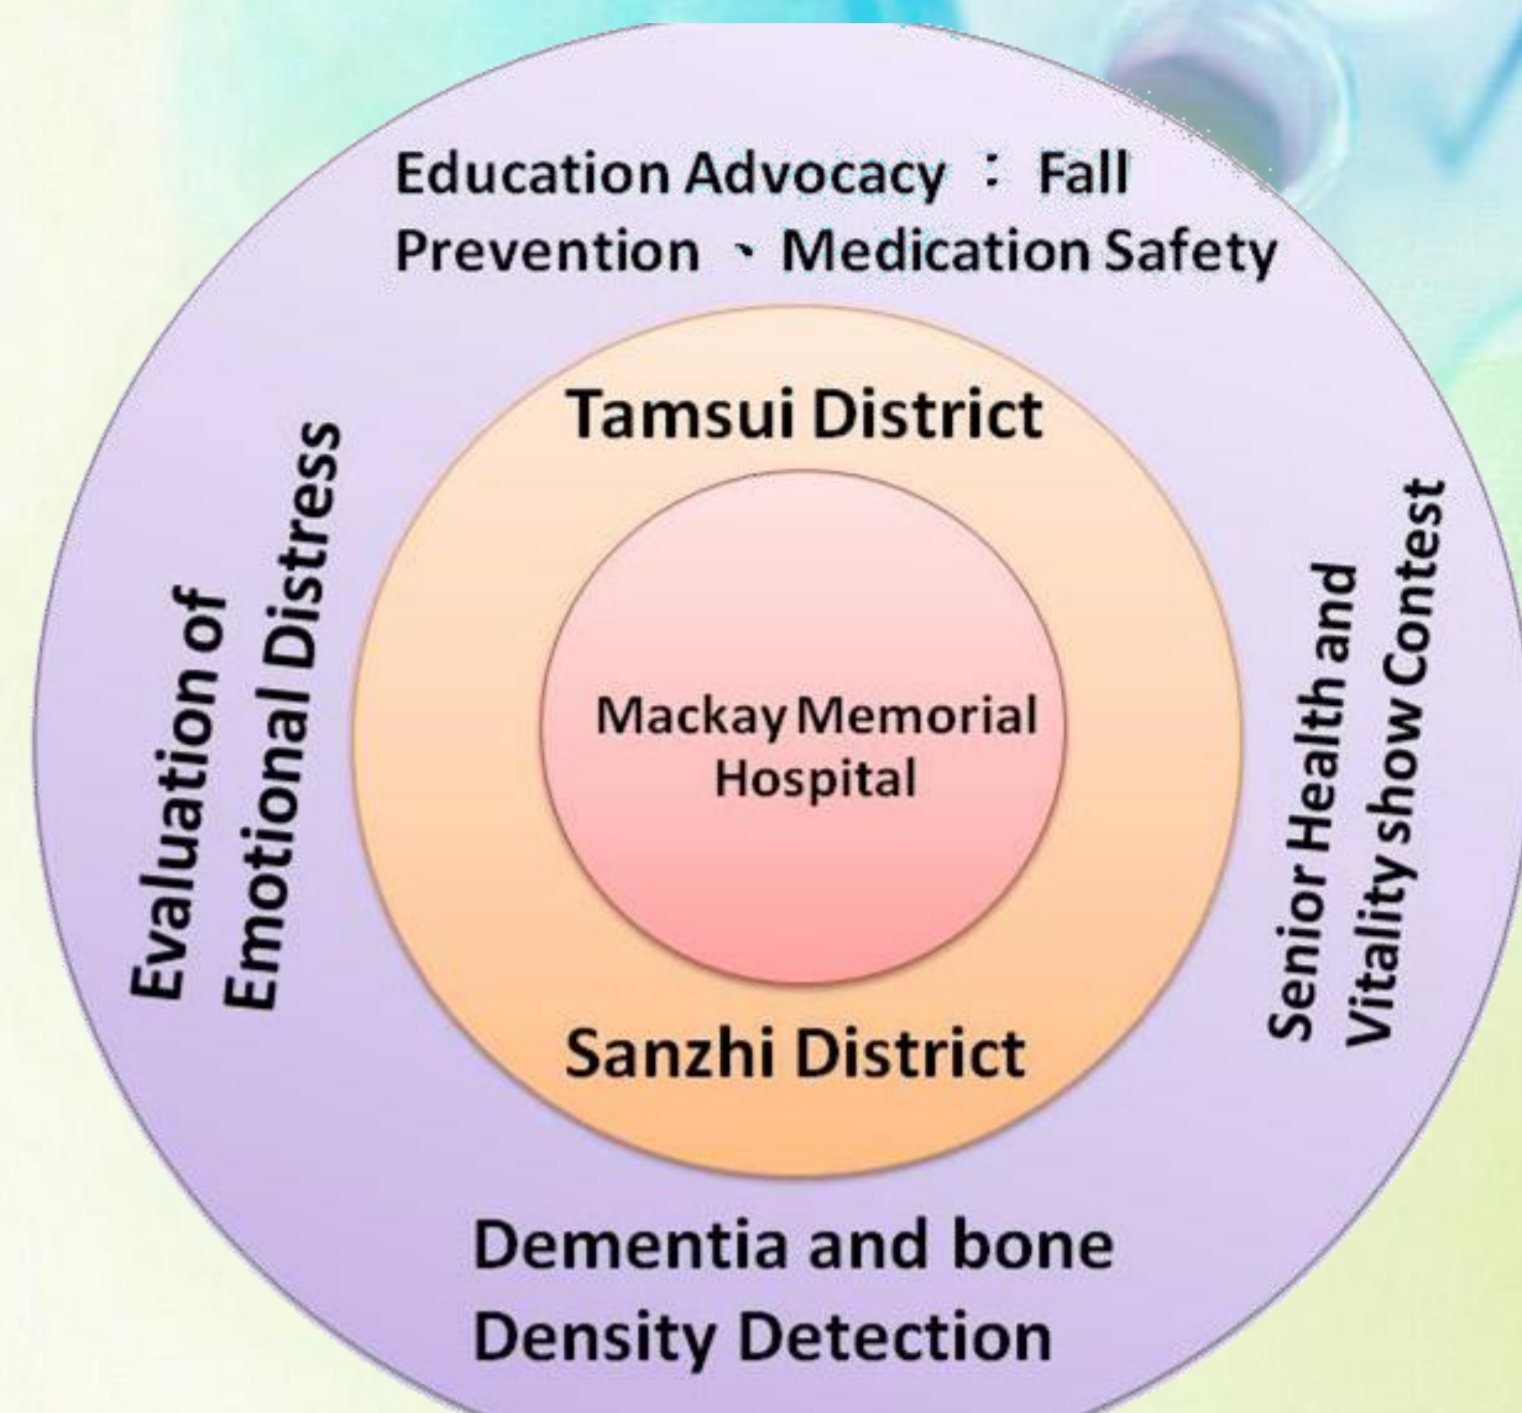 Education Advocacy ： Fall
Prevention 、 Medication Safety
Tamsui District
Evaluation of
Emotional Distress
Mackay Memorial
Hospital
Senior Health and
Vitality show Contest
Sanzhi District
Dementia and bone
Density Detection